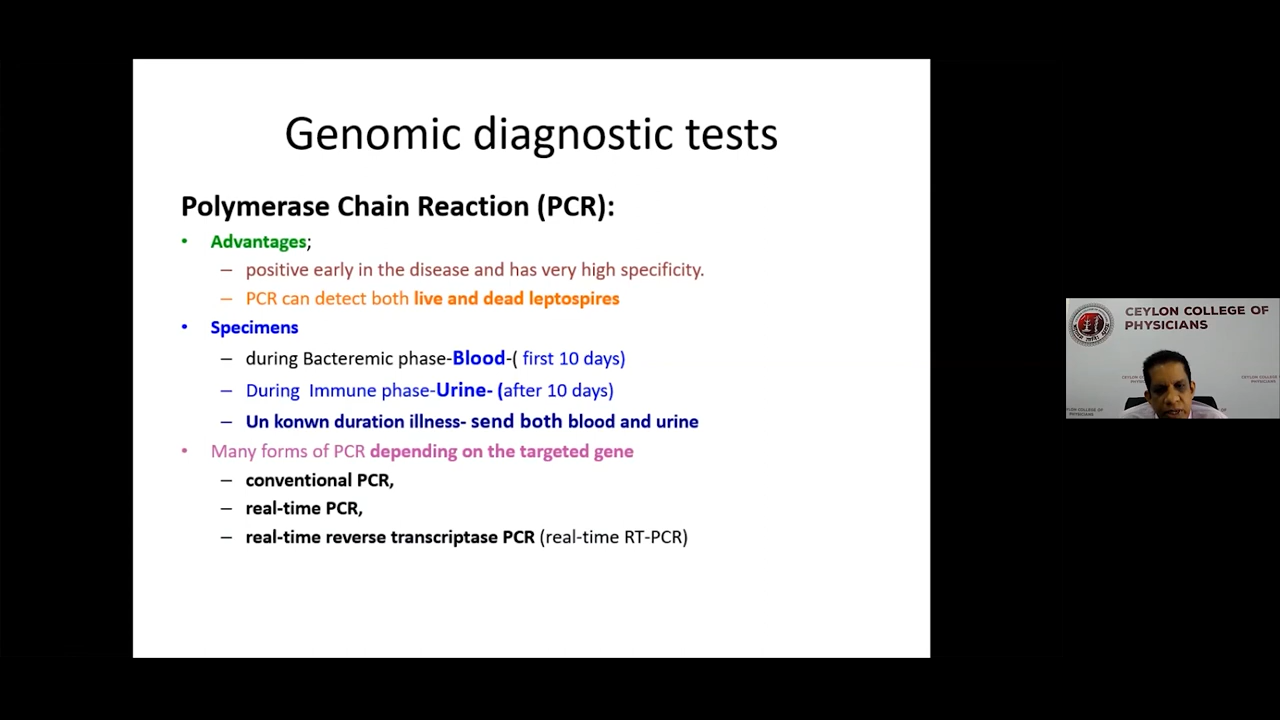 Genomic diagnostic tests
Polymerase Chain Reaction (PCR):
• Advantages;
– positive early in the disease and has very high specificity.
– PCR can detect both live and dead leptospires
• Specimens
– during Bacteremic phase-Blood-( first 10 days)
– During Immune phase-Urine- (after 10 days)
– Un konwn duration illness- send both blood and urine
• Many forms of PCR depending on the targeted gene
– conventional PCR,
– real-time PCR,
– real-time reverse transcriptase PCR (real-time RT-PCR)
CEYLON COLLEGE OF
PHYSICIANS